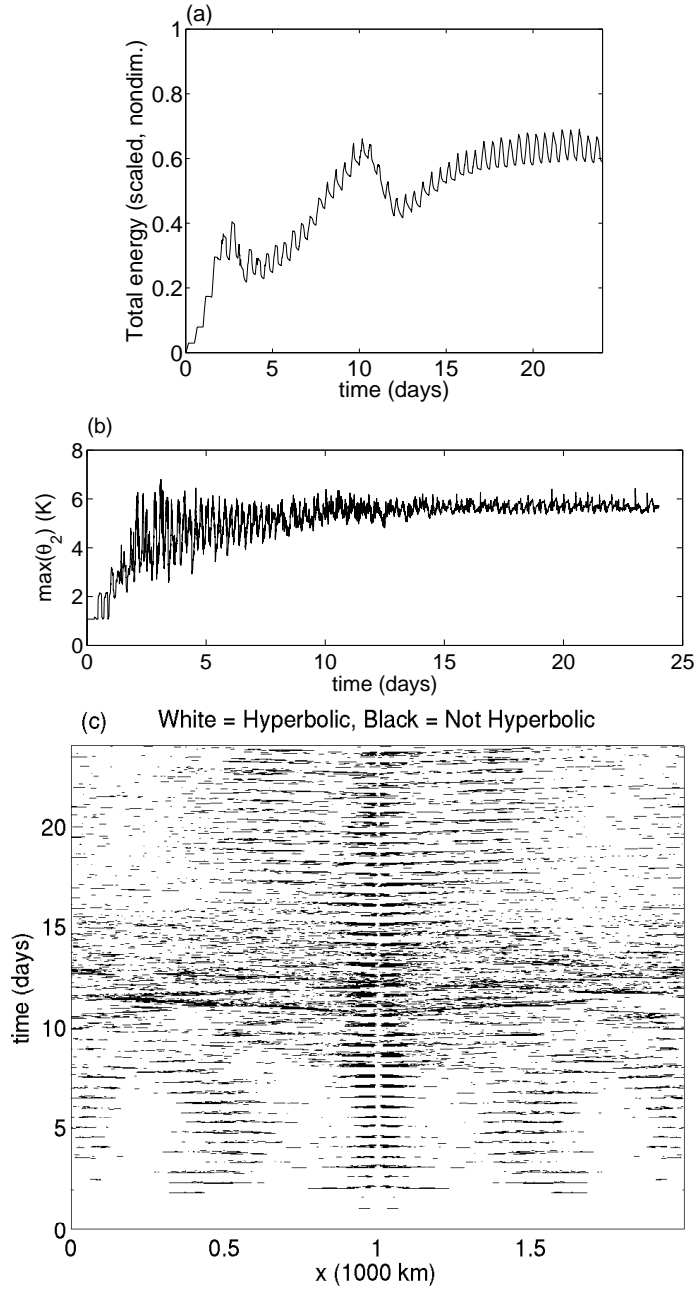 (a)
Total energy (scaled, nondim.)
1
0.8
0.6
0.4
0.2
0
0 5 10 15 20
time (days)
(b)
max(θ₂) (K)
8
6
4
2
0
0 5 10 15 20 25
time (days)
(c) White = Hyperbolic, Black = Not Hyperbolic
time (days)
20
15
10
5
0
0 0.5 1 1.5
x (1000 km)